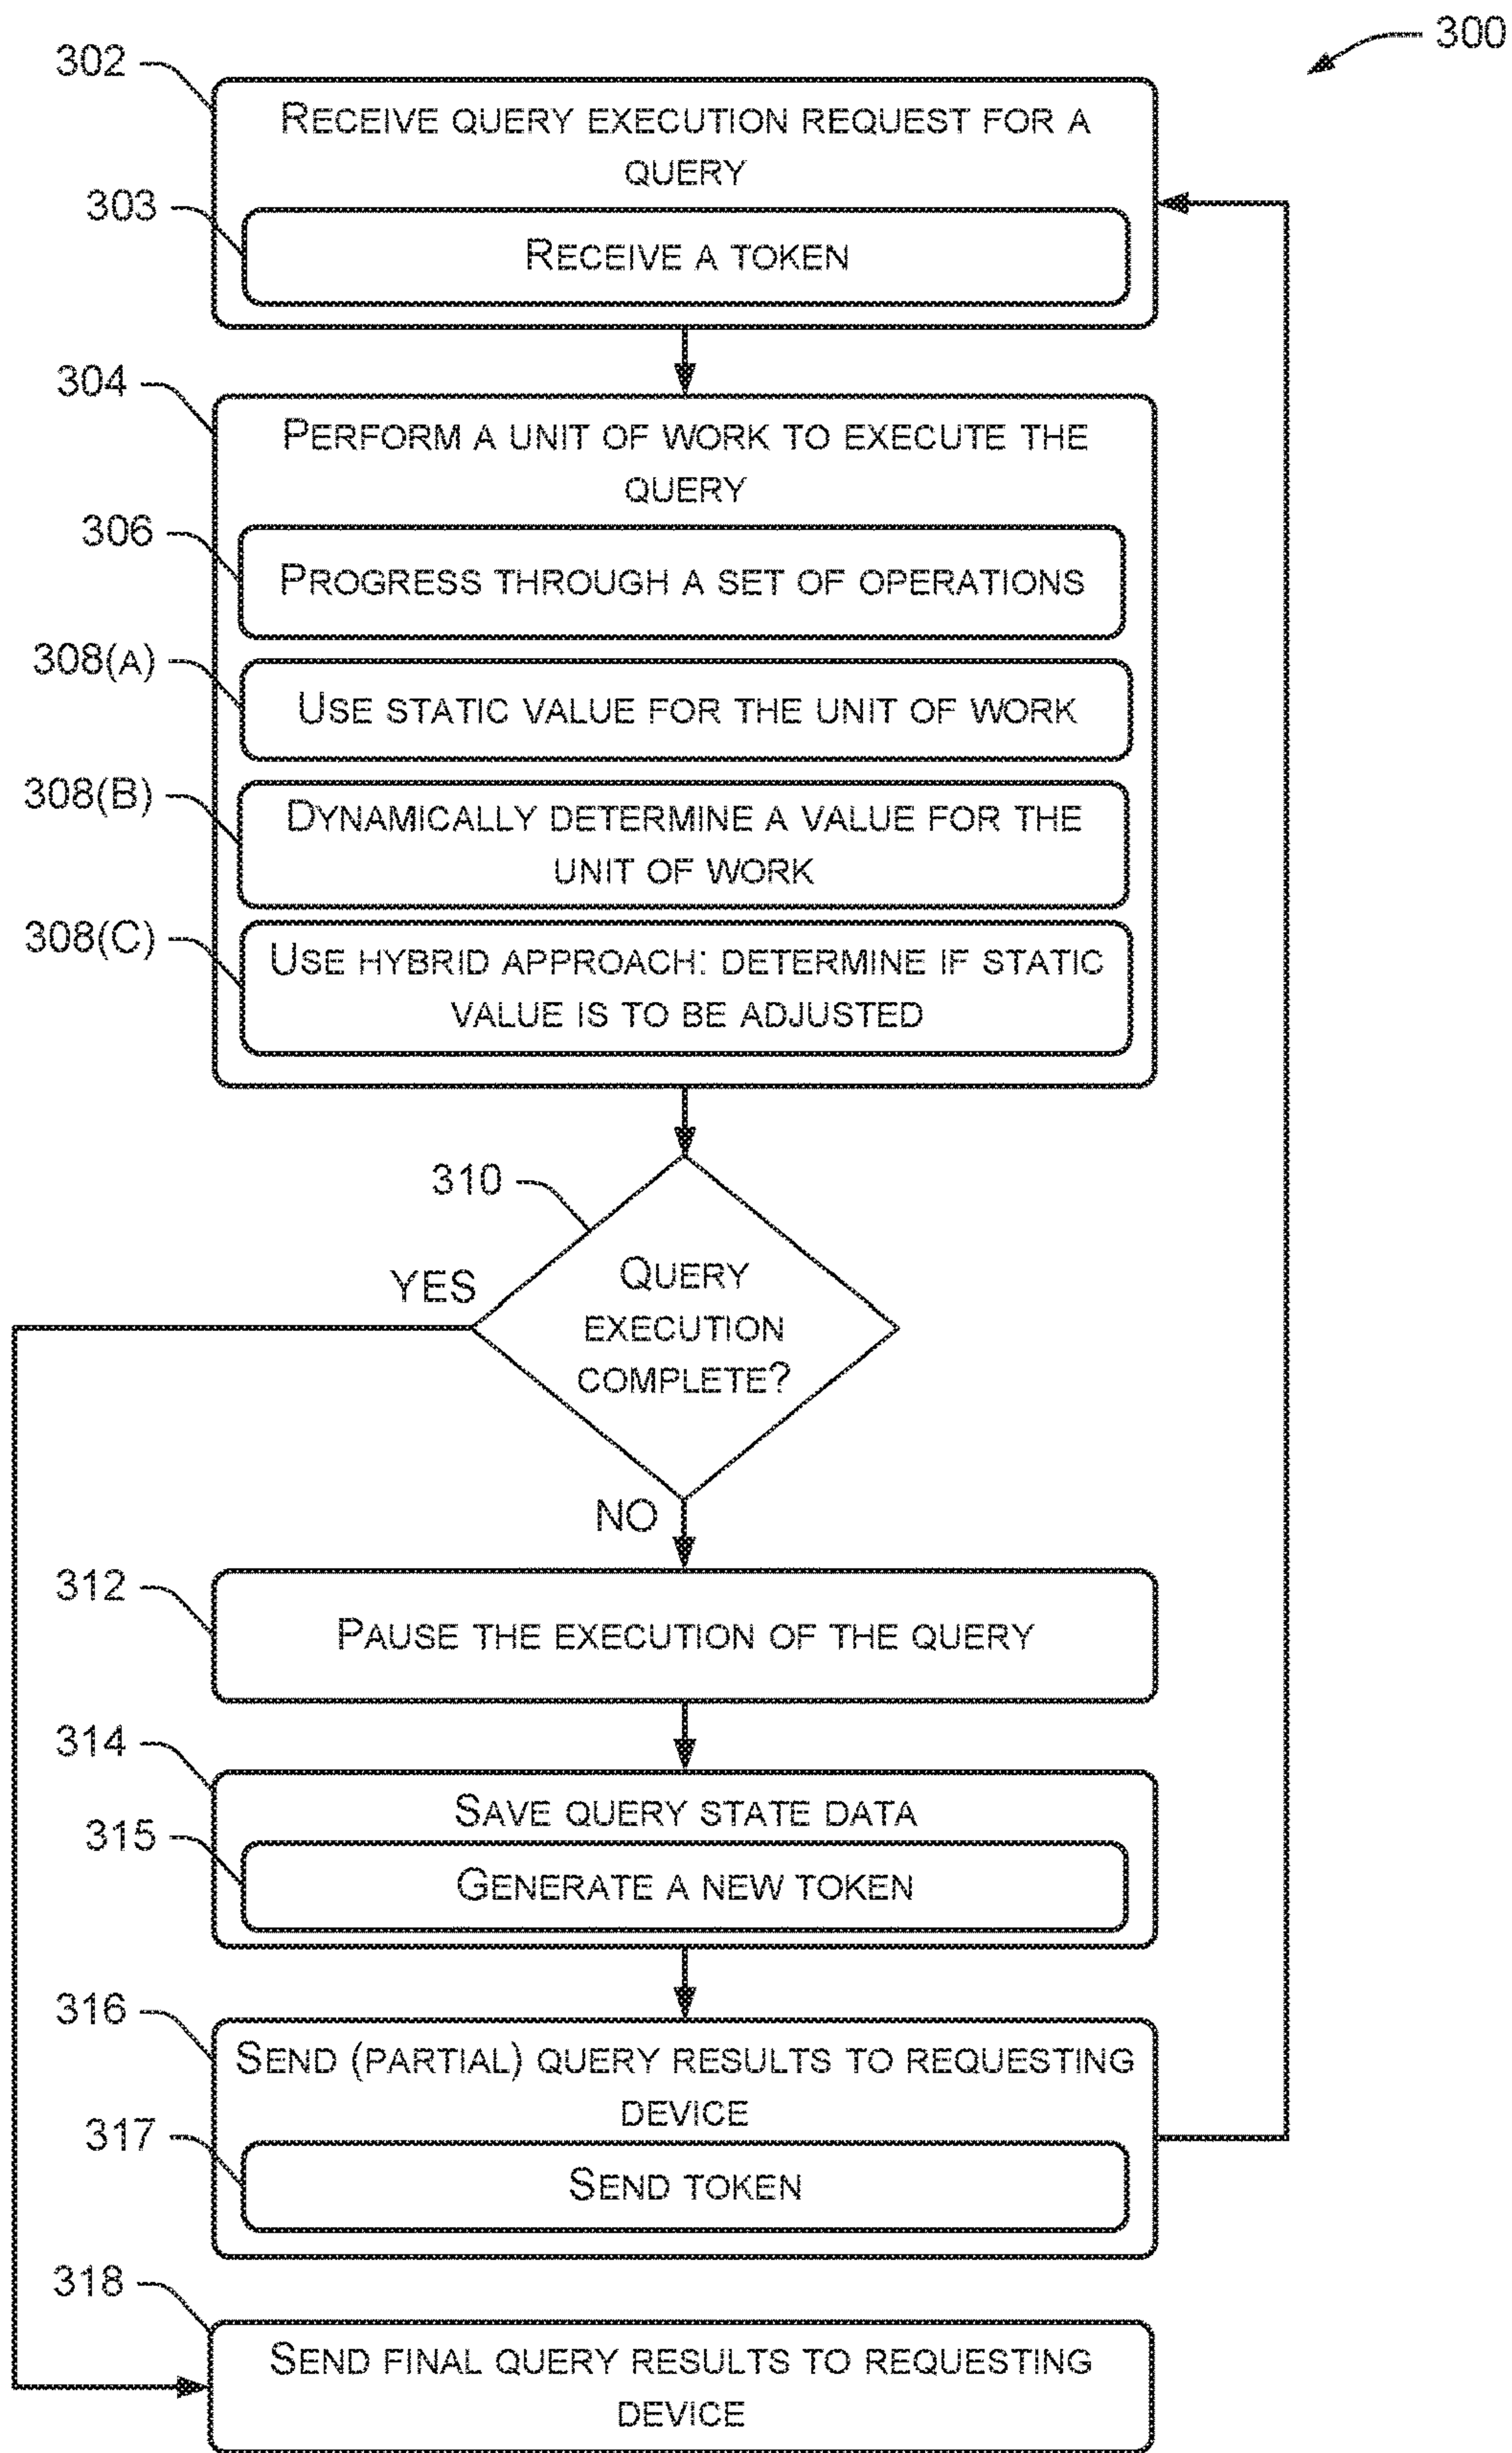 300
302
RECEIVE QUERY EXECUTION REQUEST FOR A
QUERY
303
RECEIVE A TOKEN
304
PERFORM A UNIT OF WORK TO EXECUTE THE
QUERY
306
PROGRESS THROUGH A SET OF OPERATIONS
308(A)
USE STATIC VALUE FOR THE UNIT OF WORK
308(B)
DYNAMICALLY DETERMINE A VALUE FOR THE
UNIT OF WORK
308(C)
USE HYBRID APPROACH: DETERMINE IF STATIC
VALUE IS TO BE ADJUSTED
310
YES
QUERY
EXECUTION
COMPLETE?
NO
312
PAUSE THE EXECUTION OF THE QUERY
314
SAVE QUERY STATE DATA
315
GENERATE A NEW TOKEN
316
SEND (PARTIAL) QUERY RESULTS TO REQUESTING
DEVICE
317
SEND TOKEN
318
SEND FINAL QUERY RESULTS TO REQUESTING
DEVICE